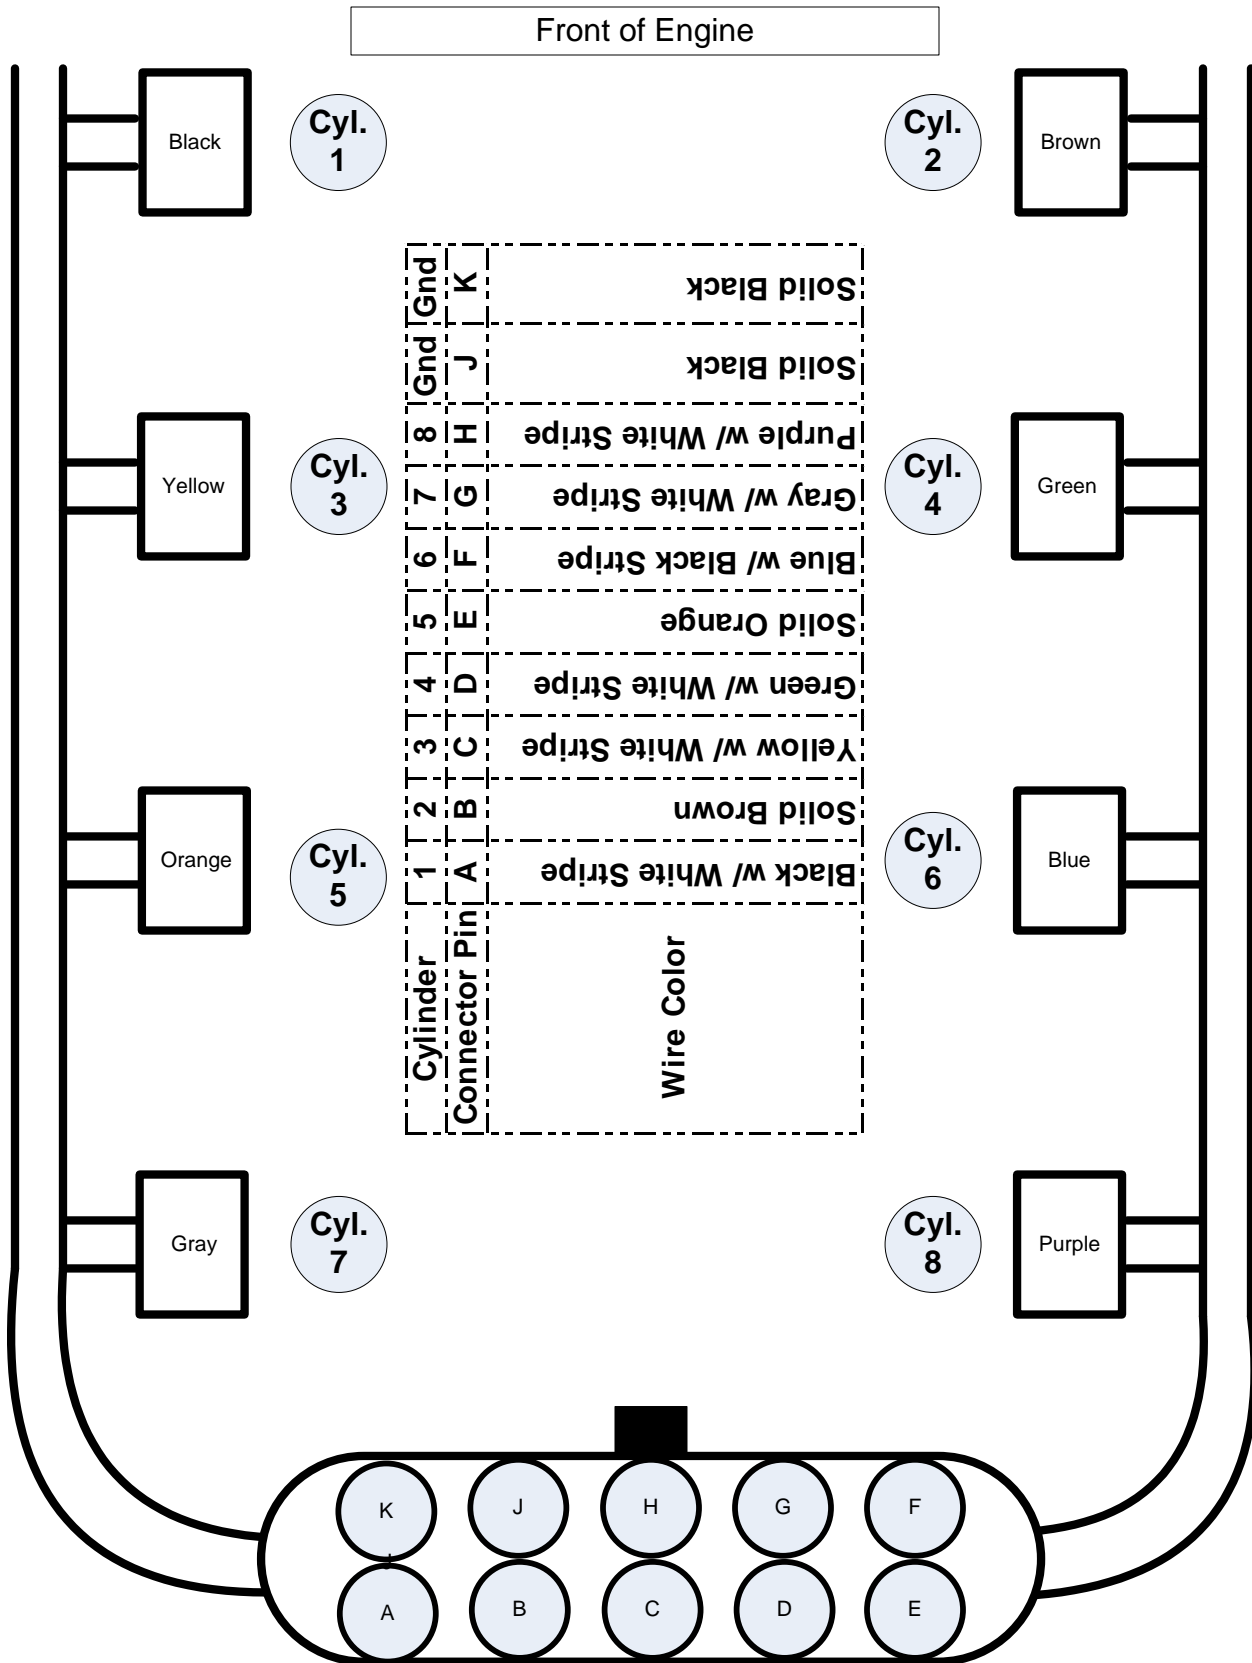 Front of Engine
Black
Cyl.
1
Cyl.
2
Brown
Yellow
Cyl.
3
Cyl.
4
Green
Orange
Cyl.
5
Cyl.
6
Blue
Gray
Cyl.
7
Cyl.
8
Purple
Cylinder 1 2 3 4 5 6 7 8 Gnd Gnd
Connector Pin A B C D E F G H J K
Wire Color
Black w/ White Stripe
Solid Brown
Yellow w/ White Stripe
Green w/ White Stripe
Solid Orange
Blue w/ Black Stripe
Gray w/ White Stripe
Purple w/ White Stripe
Solid Black
Solid Black
K J H G F
A B C D E